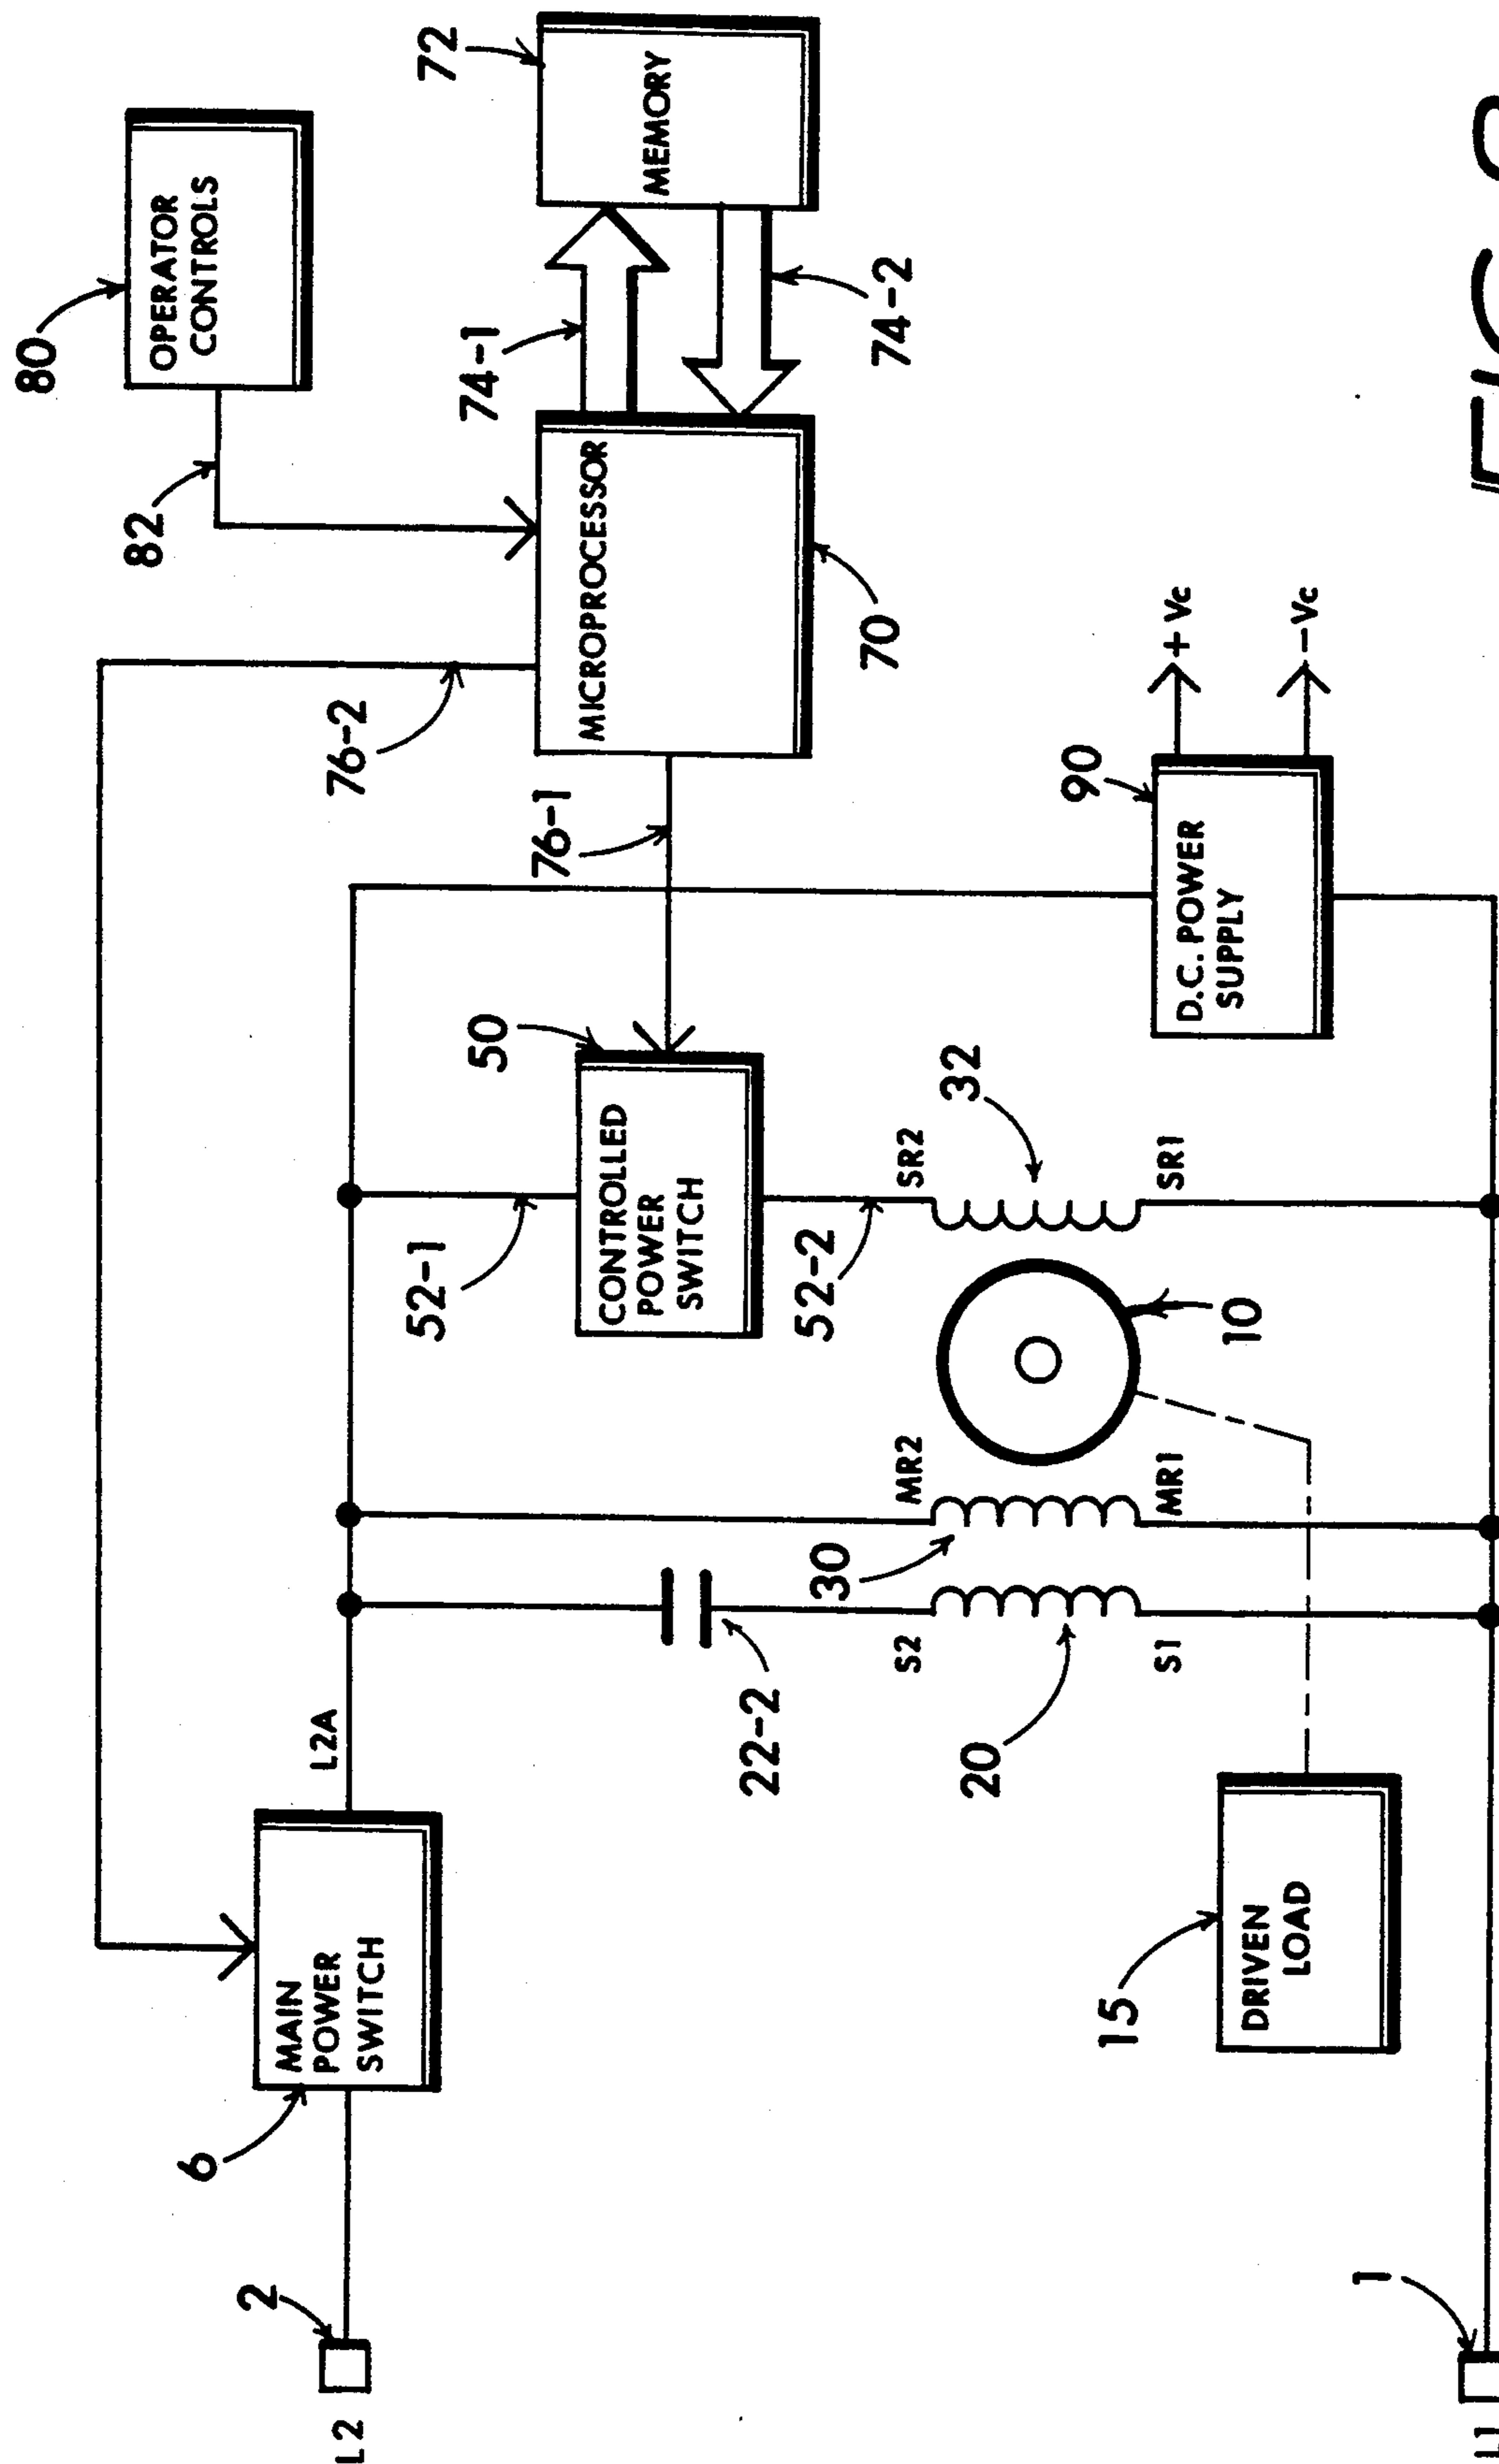 80
OPERATOR
CONTROLS
82
72
MEMORY
74-1
74-2
MICROPROCESSOR
70
76-2
76-1
6
MAIN
POWER
SWITCH
L2A
2
L2
50
CONTROLLED
POWER
SWITCH
52-1
52-2
90
D.C. POWER
SUPPLY
+Vc
-Vc
22-2
S2
20
S1
30
MR2
MR1
10
SR2
32
SR1
15
DRIVEN
LOAD
1
L1